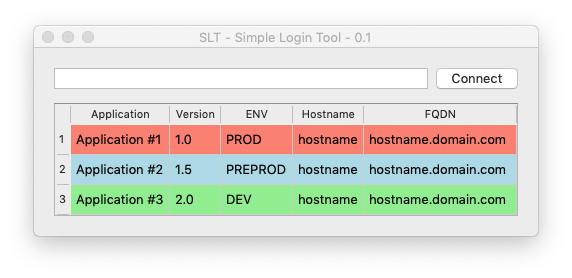 SLT - Simple Login Tool - 0.1
Connect
Application Version ENV Hostname FQDN
1 Application #1 1.0 PROD hostname hostname.domain.com
2 Application #2 1.5 PREPROD hostname hostname.domain.com
3 Application #3 2.0 DEV hostname hostname.domain.com